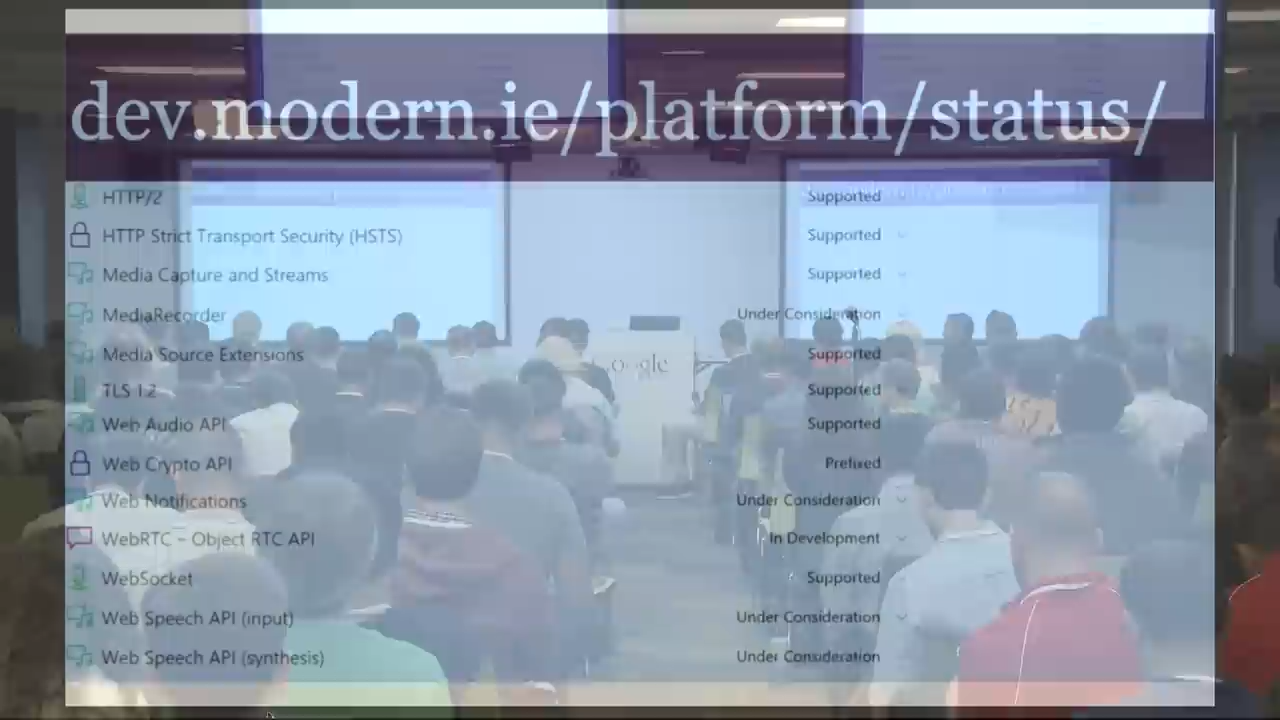 dev.modern.ie/platform/status/
HTTP/2 Supported
HTTP Strict Transport Security (HSTS) Supported
Media Capture and Streams Supported
MediaRecorder Under Consideration
Media Source Extensions Supported
TLS 1.2 Supported
Web Audio API Supported
Web Crypto API Prefixed
Web Notifications Under Consideration
WebRTC – Object RTC API In Development
WebSocket Supported
Web Speech API (input) Under Consideration
Web Speech API (synthesis) Under Consideration
Google